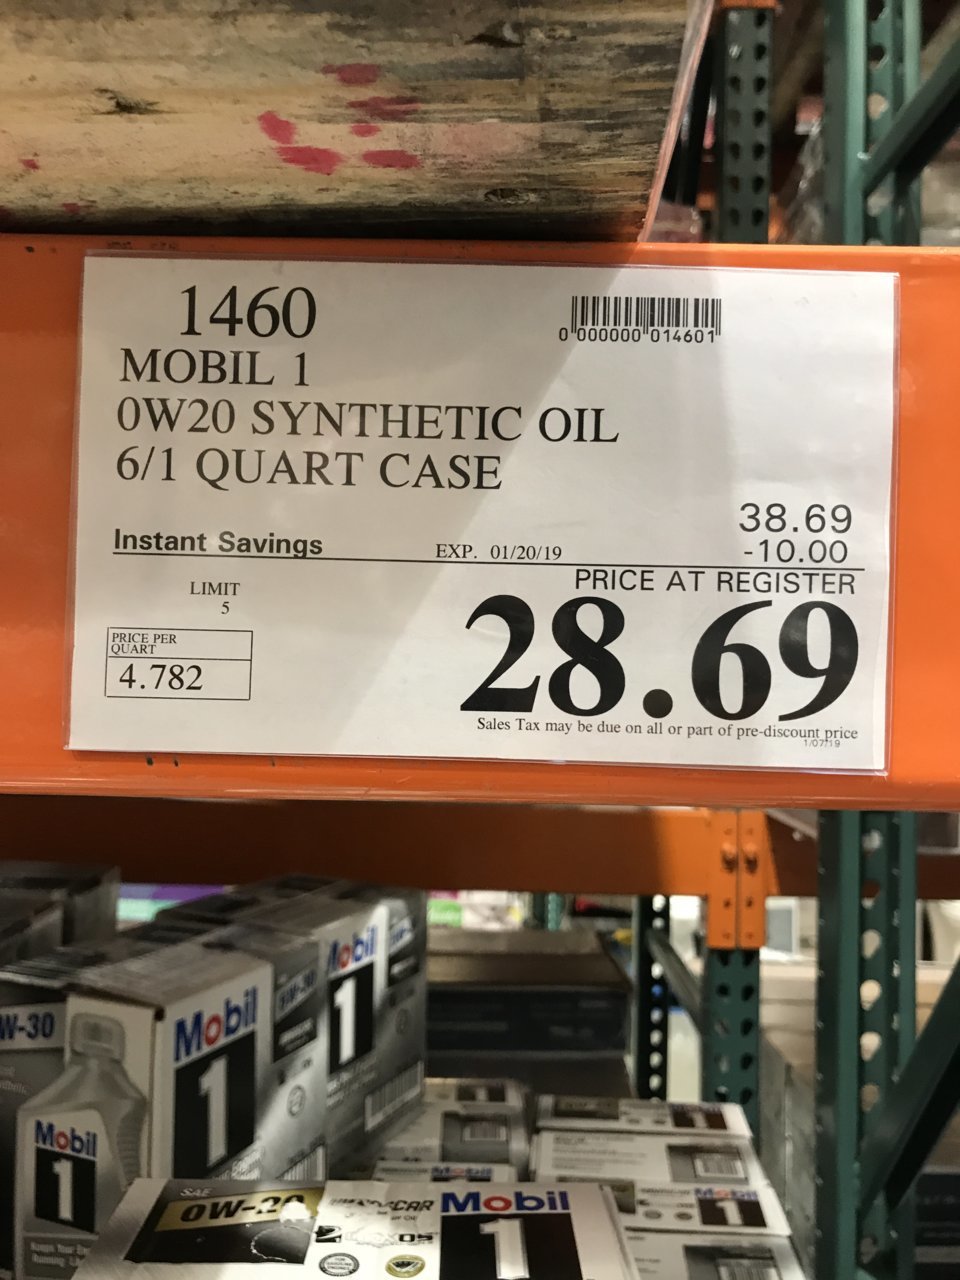 1460
0 000000 014601
MOBIL 1
0W20 SYNTHETIC OIL
6/1 QUART CASE
38.69
Instant Savings EXP. 01/20/19 -10.00
PRICE AT REGISTER
LIMIT
5
28.69
PRICE PER
QUART
4.782
Sales Tax may be due on all or part of pre-discount price
1/07/19
Mobil
1
W-30
Mobil
1
Mobil
1
SAE
0W-20
Mobil
1
Mobil
1